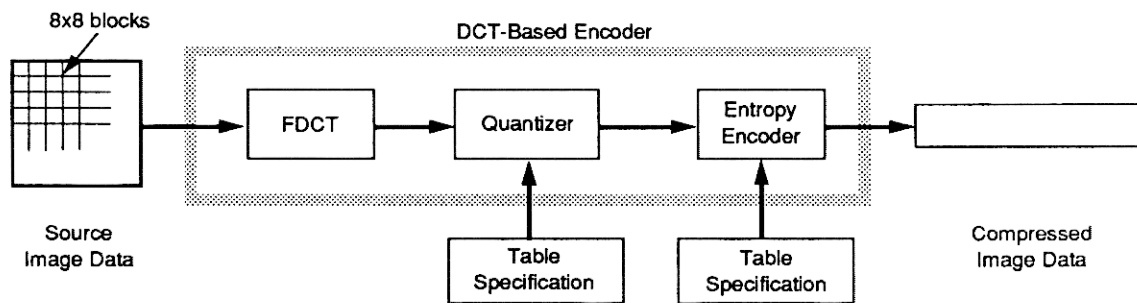 8x8 blocks
DCT-Based Encoder
FDCT
Quantizer
Entropy
Encoder
Source
Image Data
Table
Specification
Table
Specification
Compressed
Image Data